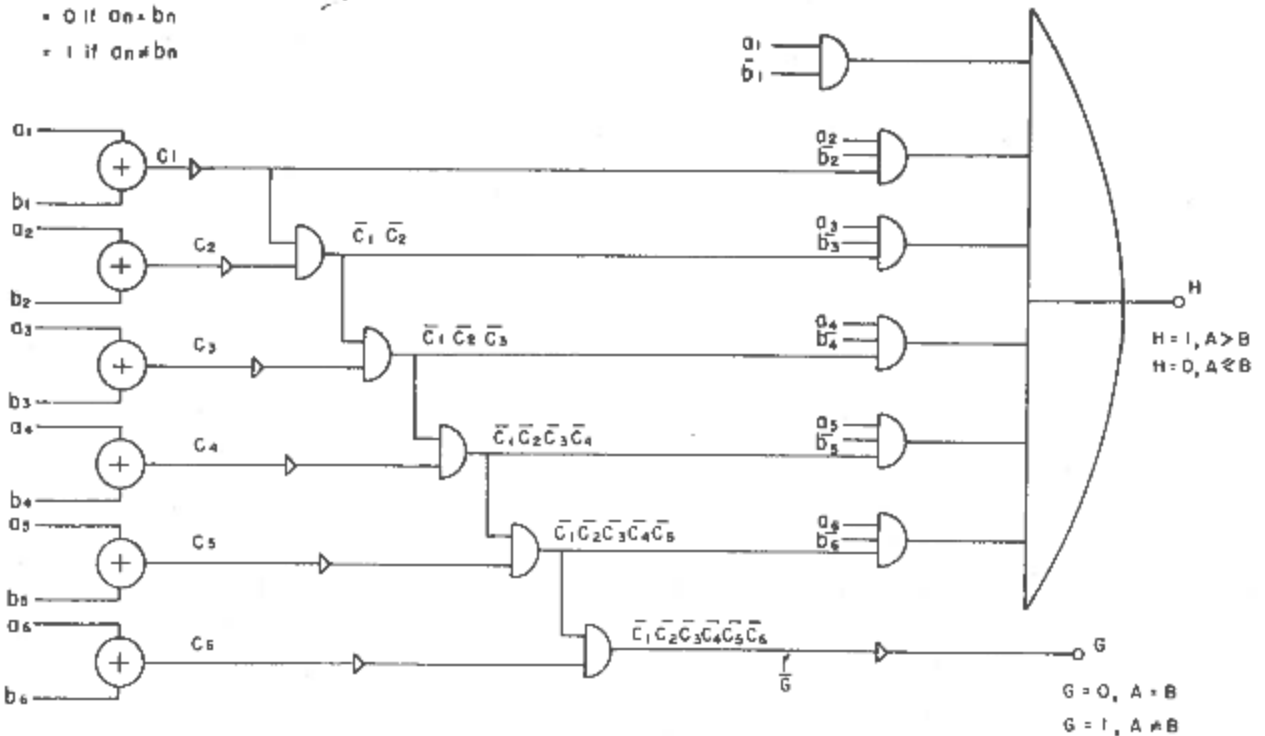 = 0 if an = bn
= 1 if an ≠ bn
a1
b̄1
a1
C1
b1
a2
b̄2
a2
C2
b2
C̄1 C̄2
a3
b̄3
a3
C3
b3
C̄1 C̄2 C̄3
a4
b̄4
H
H = 1, A > B
H = 0, A ≤ B
a4
C4
b4
C̄1 C̄2 C̄3 C̄4
a5
b̄5
a5
C5
b5
C̄1 C̄2 C̄3 C̄4 C̄5
a6
b̄6
a6
C6
b6
C̄1 C̄2 C̄3 C̄4 C̄5 C̄6
Ḡ
G
G = 0, A = B
G = 1, A ≠ B